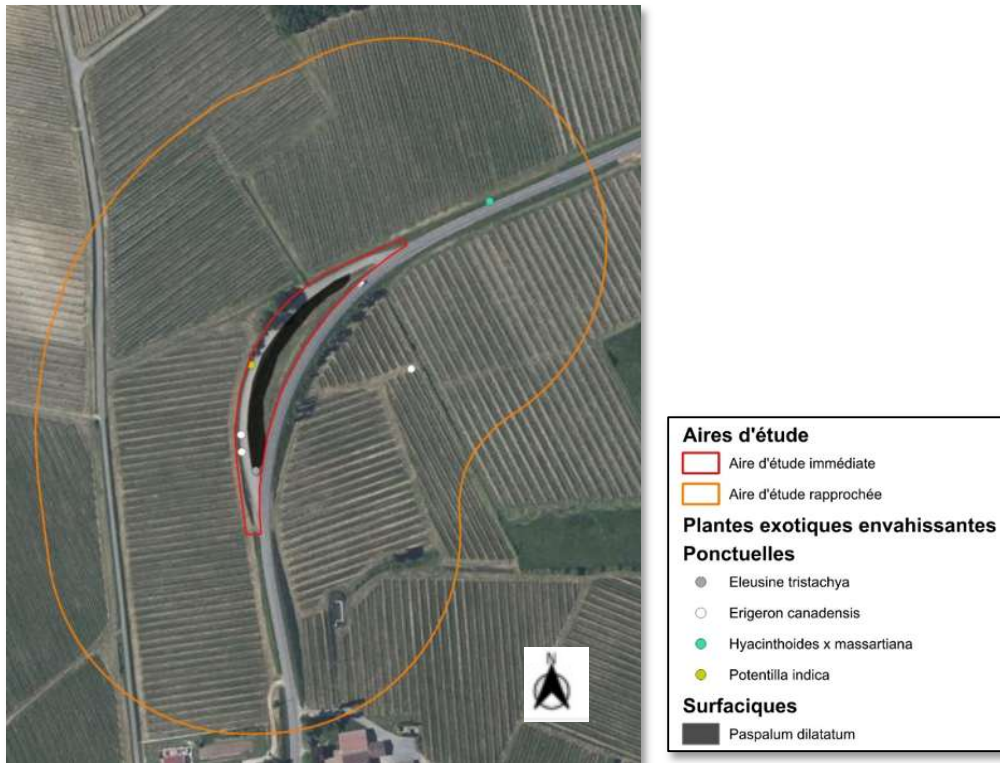 N
Aires d'étude
Aire d'étude immédiate
Aire d'étude rapprochée
Plantes exotiques envahissantes
Ponctuelles
Eleusine tristachya
Erigeron canadensis
Hyacinthoides x massartiana
Potentilla indica
Surfaciques
Paspalum dilatatum